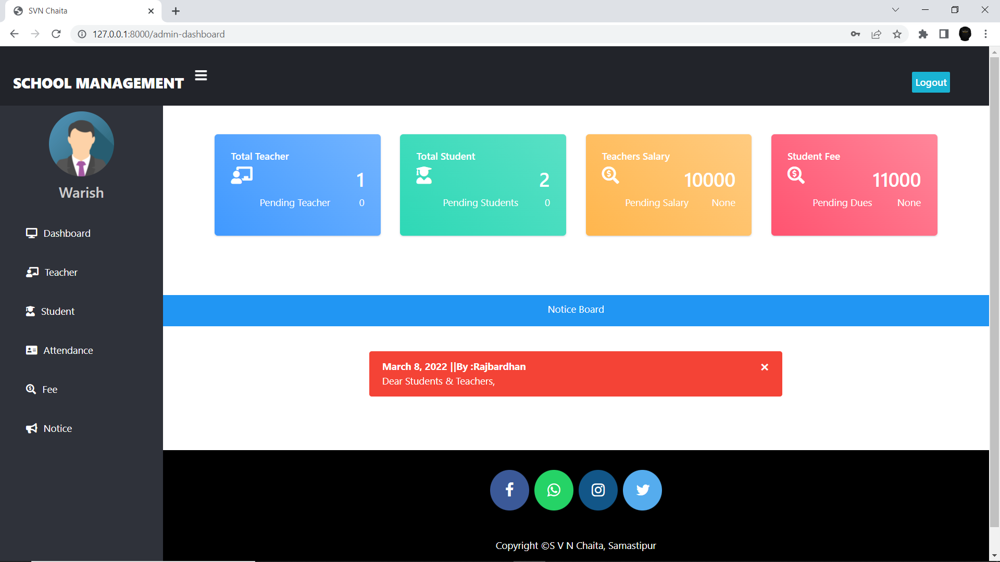 SVN Chaita
127.0.0.1:8000/admin-dashboard
SCHOOL MANAGEMENT
Logout
Warish
Dashboard
Teacher
Student
Attendance
Fee
Notice
Total Teacher
1
Pending Teacher 0
Total Student
2
Pending Students 0
Teachers Salary
10000
Pending Salary None
Student Fee
11000
Pending Dues None
Notice Board
March 8, 2022 ||By :Rajbardhan
Dear Students & Teachers,
Copyright ©S V N Chaita, Samastipur